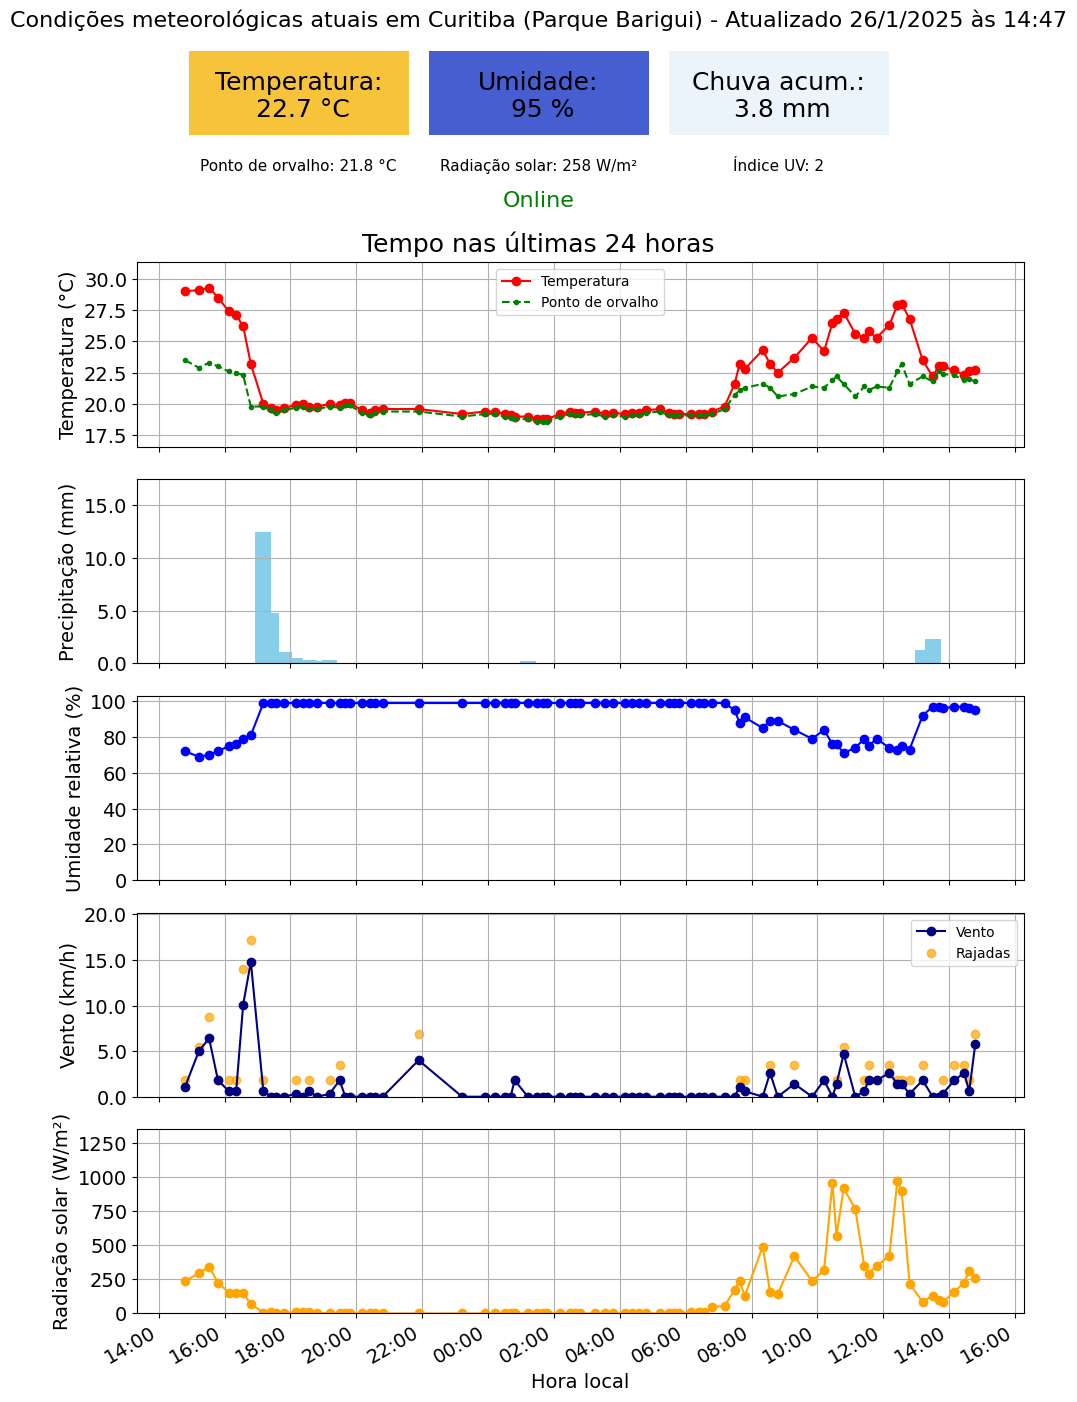 Condições meteorológicas atuais em Curitiba (Parque Barigui) - Atualizado 26/1/2025 às 14:47
Temperatura:
22.7 °C
Umidade:
95 %
Chuva acum.:
3.8 mm
Ponto de orvalho: 21.8 °C
Radiação solar: 258 W/m²
Índice UV: 2
Online
Tempo nas últimas 24 horas
Temperatura (°C)
30.0
27.5
25.0
22.5
20.0
17.5
Temperatura
Ponto de orvalho
Precipitação (mm)
15.0
10.0
5.0
0.0
Umidade relativa (%)
100
80
60
40
20
0
Vento (km/h)
20.0
15.0
10.0
5.0
0.0
Vento
Rajadas
Radiação solar (W/m²)
1250
1000
750
500
250
0
14:00
16:00
18:00
20:00
22:00
00:00
02:00
04:00
06:00
08:00
10:00
12:00
14:00
16:00
Hora local